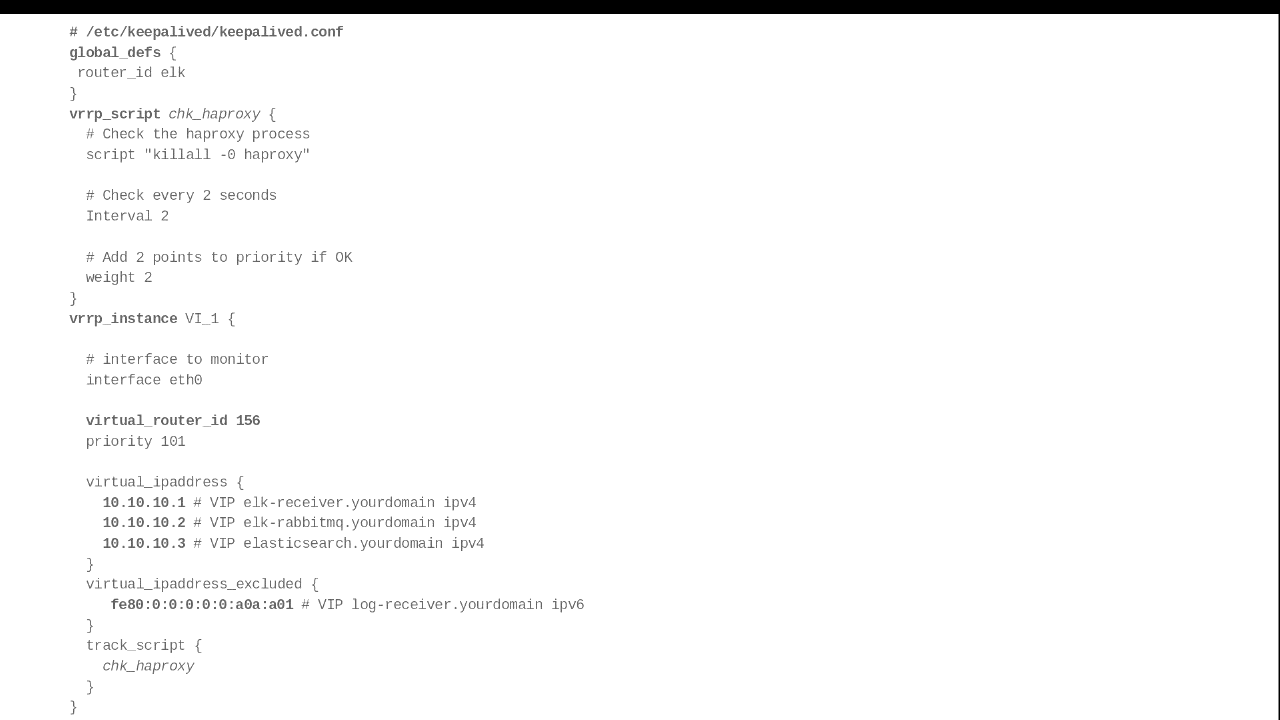 # /etc/keepalived/keepalived.conf
global_defs {
router_id elk
}
vrrp_script chk_haproxy {
# Check the haproxy process
script "killall -0 haproxy"
# Check every 2 seconds
Interval 2
# Add 2 points to priority if OK
weight 2
}
vrrp_instance VI_1 {
# interface to monitor
interface eth0
virtual_router_id 156
priority 101
virtual_ipaddress {
10.10.10.1 # VIP elk-receiver.yourdomain ipv4
10.10.10.2 # VIP elk-rabbitmq.yourdomain ipv4
10.10.10.3 # VIP elasticsearch.yourdomain ipv4
}
virtual_ipaddress_excluded {
fe80:0:0:0:0:0:a0a:a01 # VIP log-receiver.yourdomain ipv6
}
track_script {
chk_haproxy
}
}